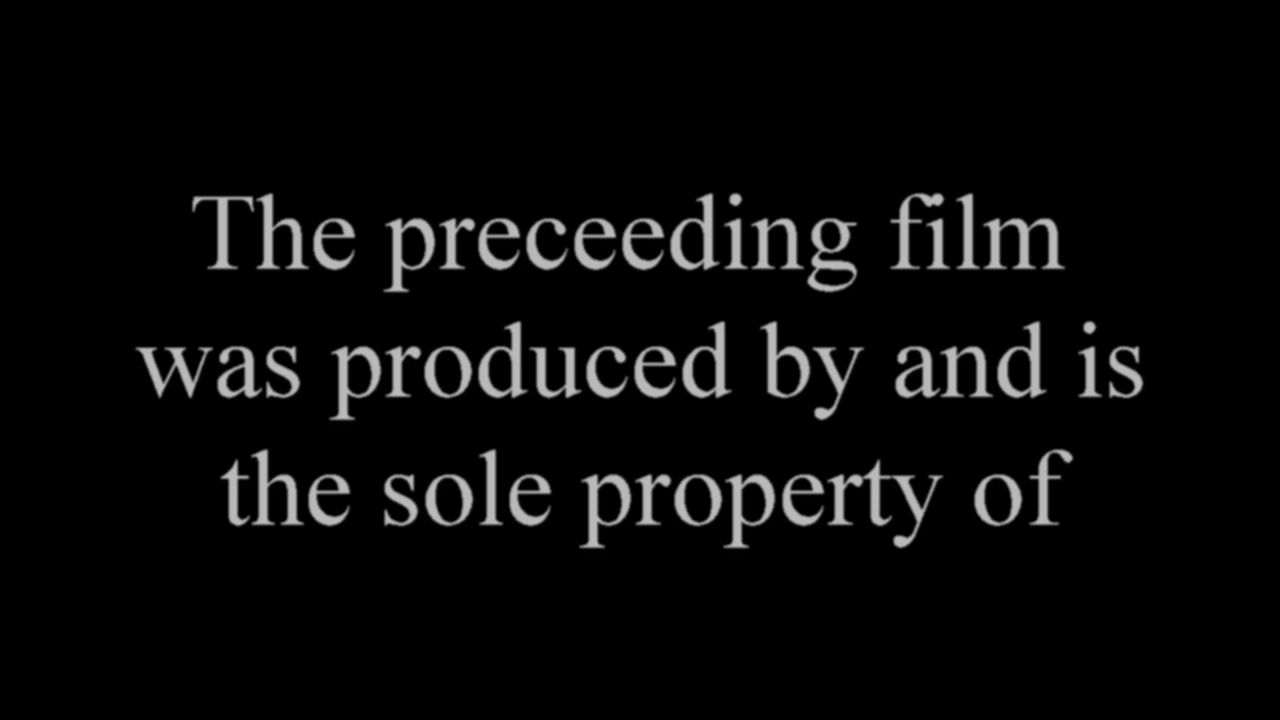 The preceeding film
was produced by and is
the sole property of